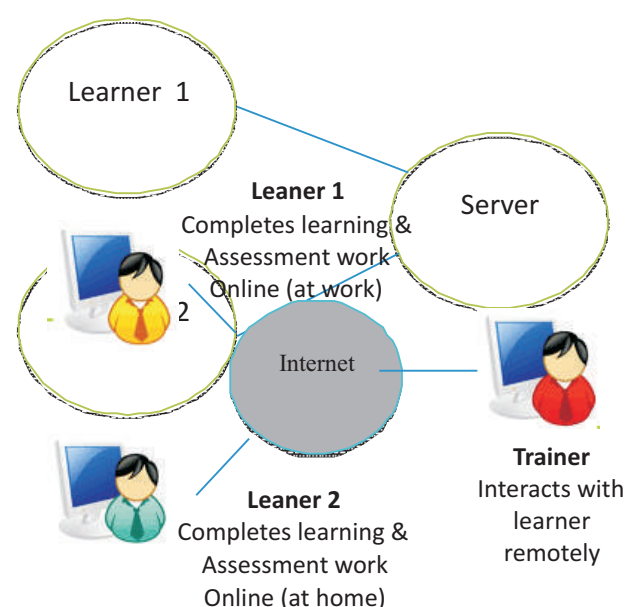 Learner 1
Server
Leaner 1
Completes learning &
Assessment work
Online (at work)
2
Internet
Trainer
Interacts with
learner
remotely
Leaner 2
Completes learning &
Assessment work
Online (at home)